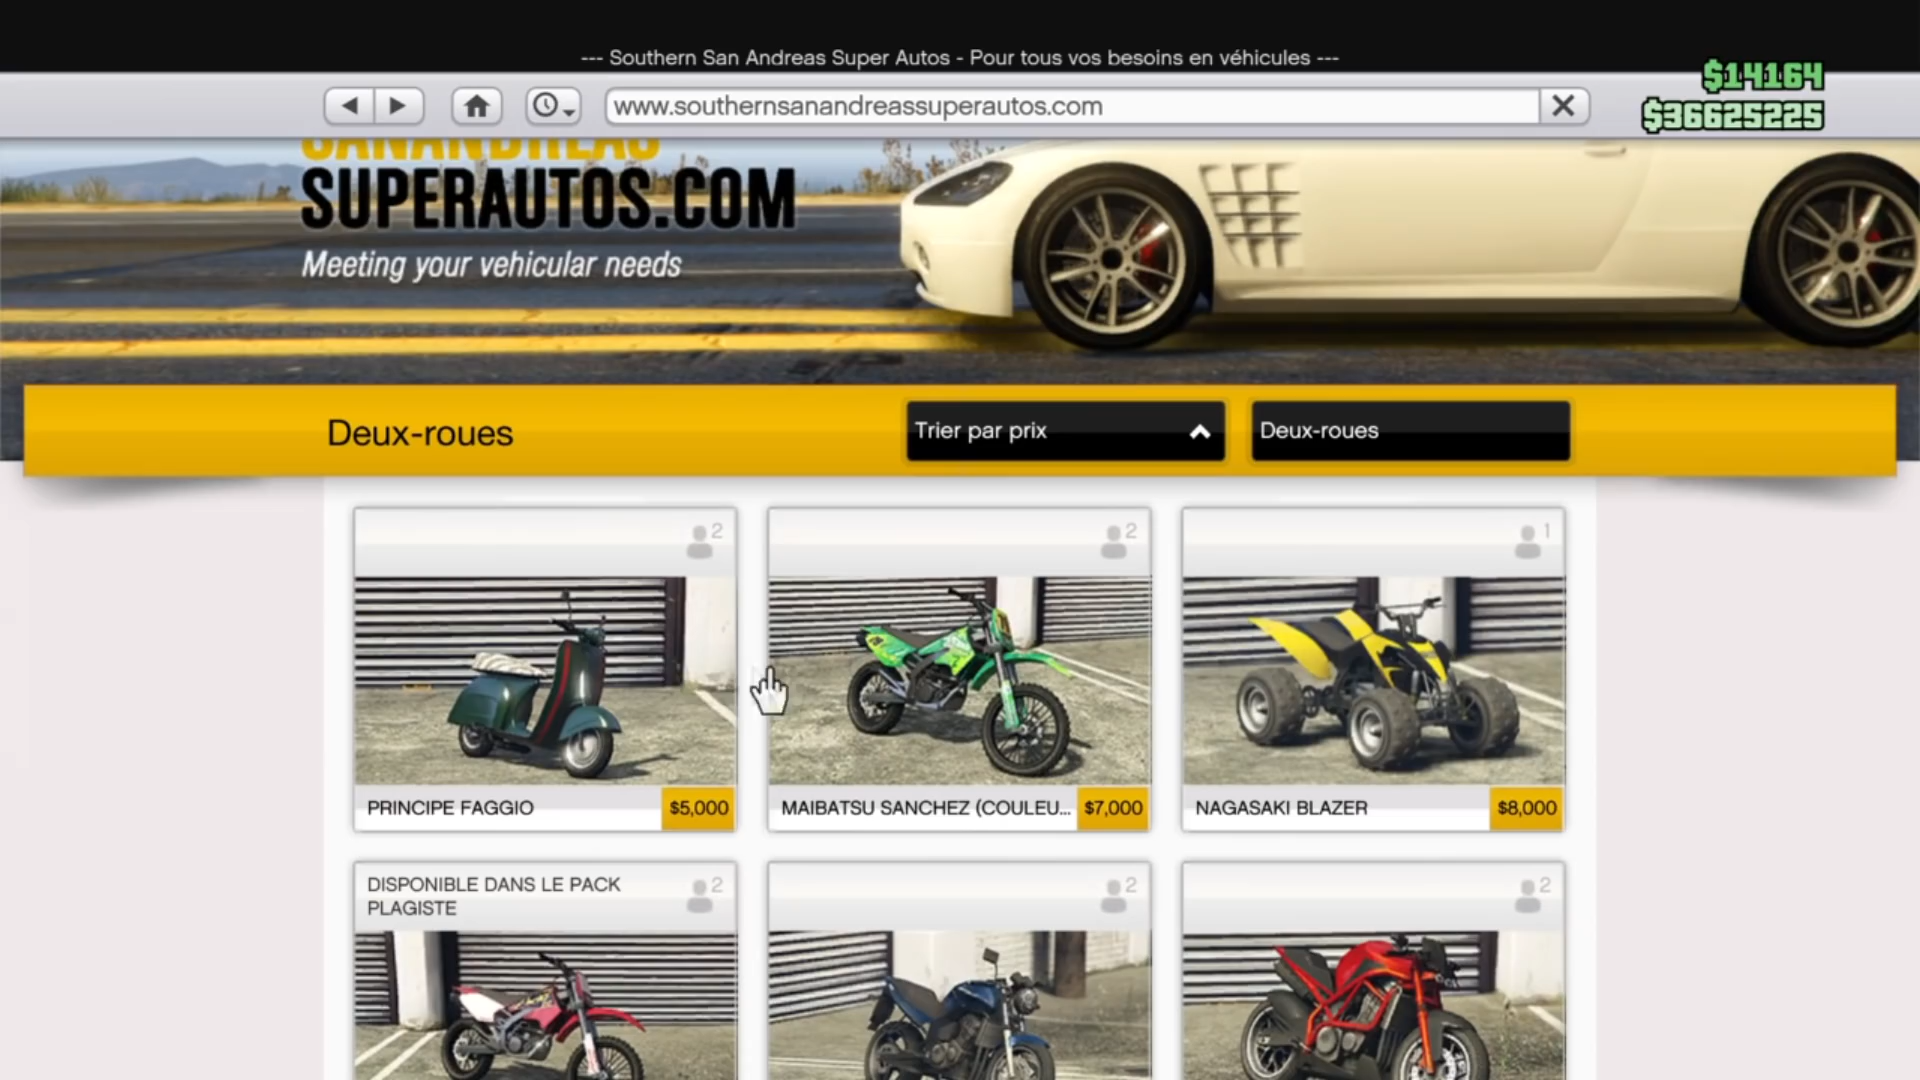 --- Southern San Andreas Super Autos - Pour tous vos besoins en véhicules ---
$14164
www.southernsanandreassuperautos.com
$36625225
SANANDREAS
SUPERAUTOS.COM
Meeting your vehicular needs
Deux-roues
Trier par prix
Deux-roues
2
2
1
PRINCIPE FAGGIO
$5,000
MAIBATSU SANCHEZ (COULEU...
$7,000
NAGASAKI BLAZER
$8,000
DISPONIBLE DANS LE PACK
PLAGISTE
2
2
2